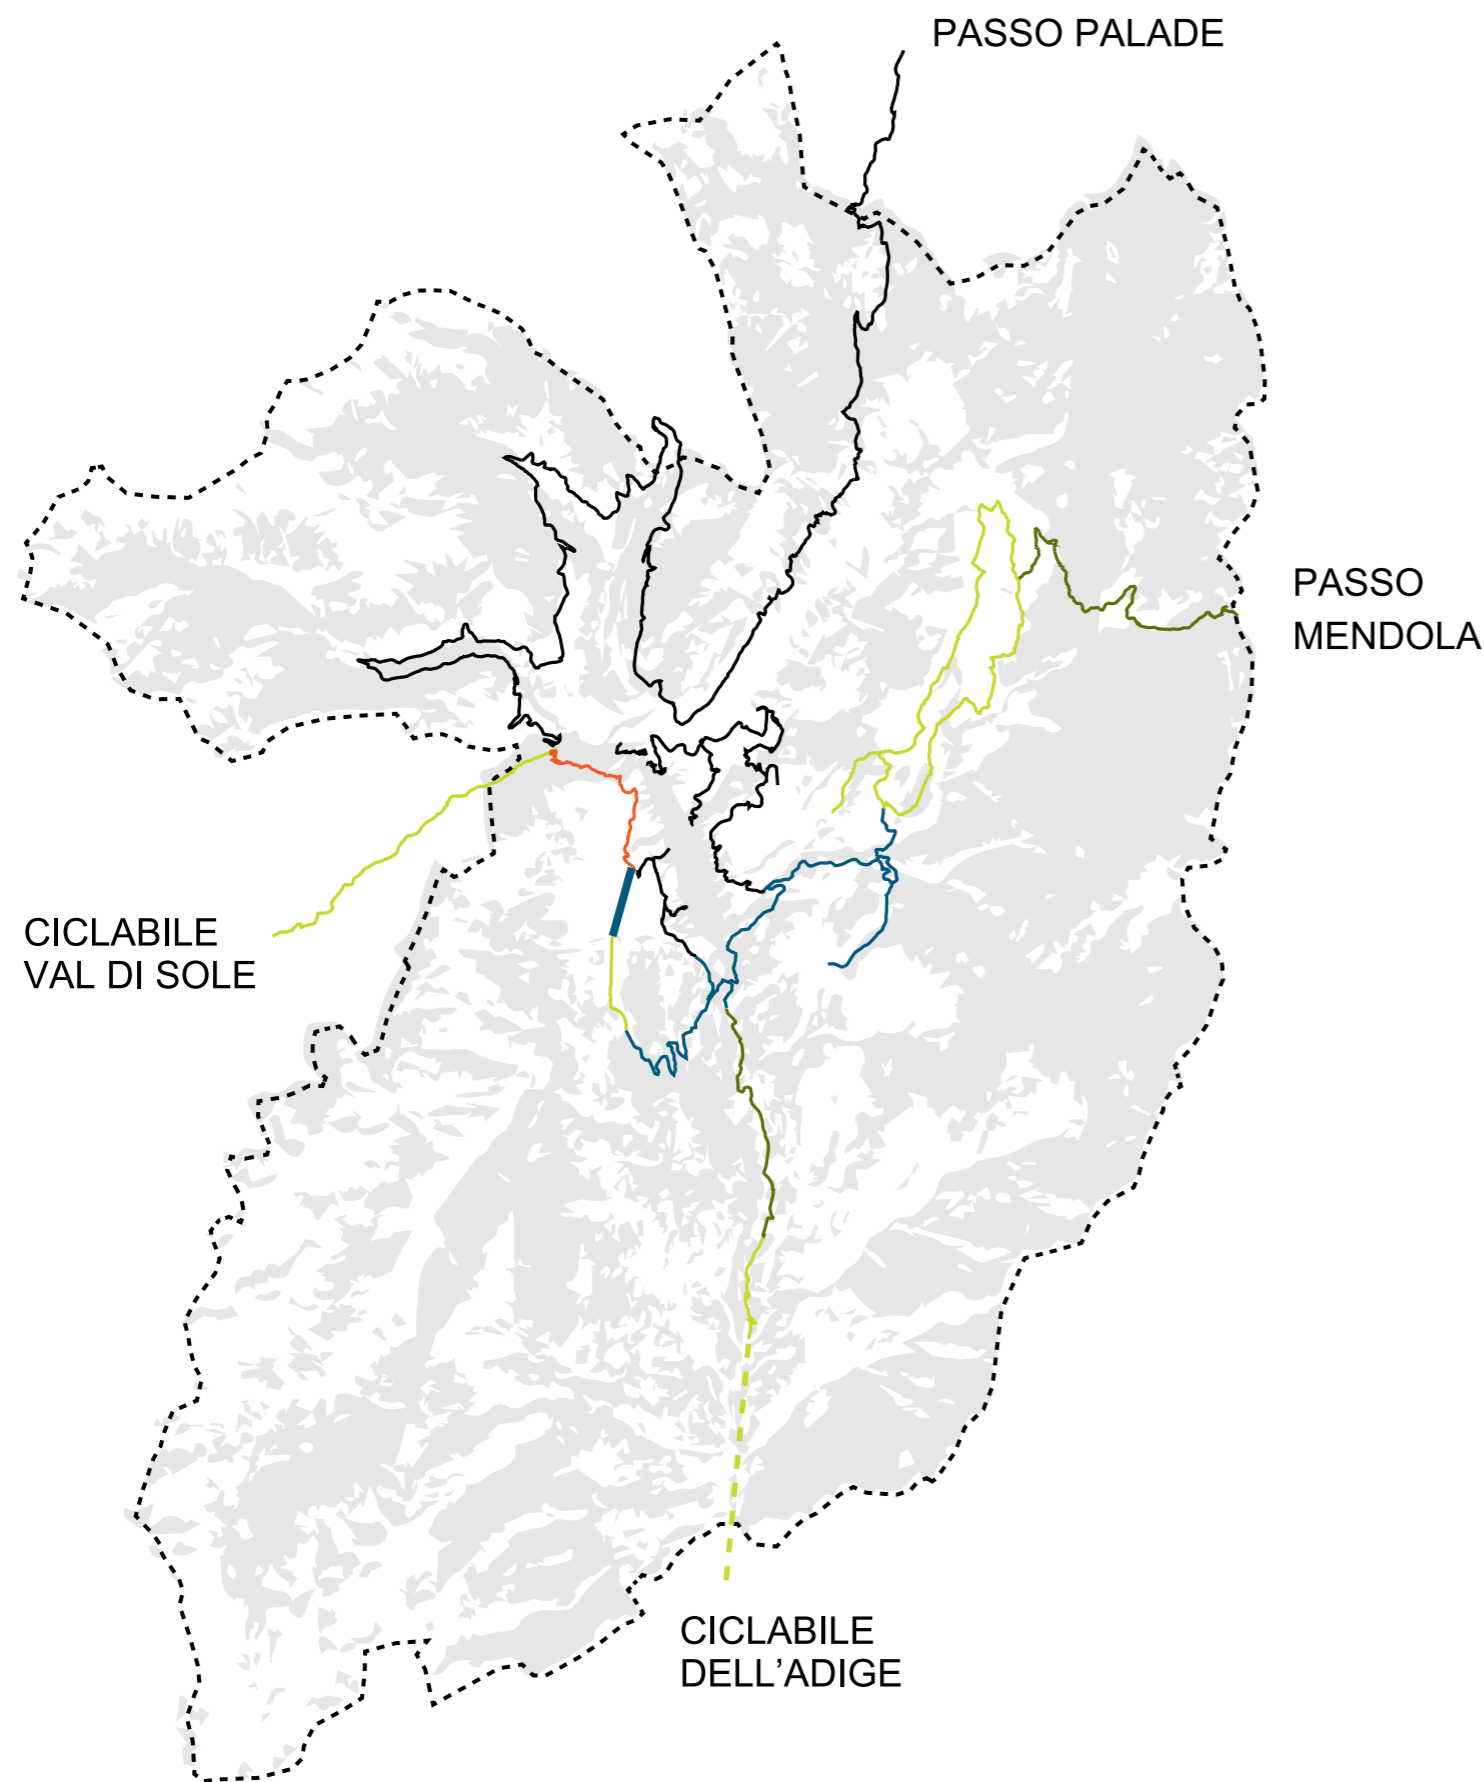 PASSO PALADE
PASSO
MENDOLA
CICLABILE
VAL DI SOLE
CICLABILE
DELL'ADIGE